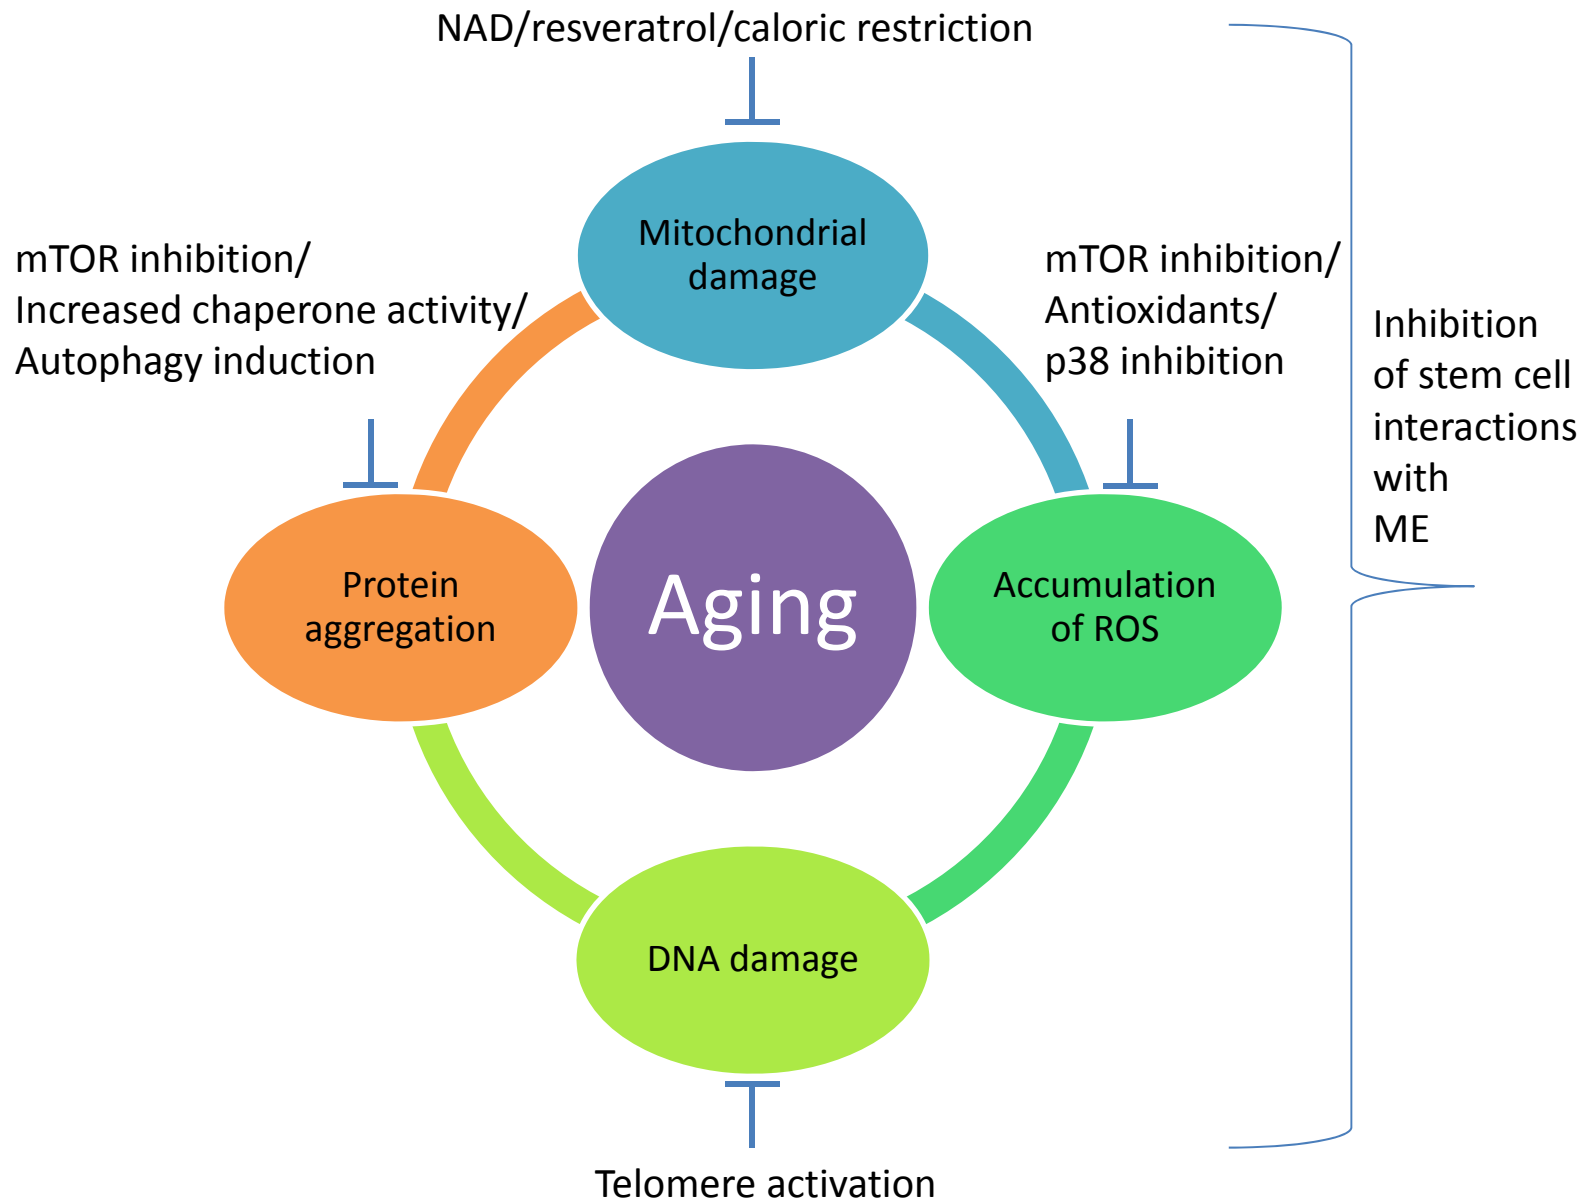 NAD/resveratrol/caloric restriction
Mitochondrial
damage
mTOR inhibition/
Increased chaperone activity/
Autophagy induction
mTOR inhibition/
Antioxidants/
p38 inhibition
Inhibition
of stem cell
interactions
with
ME
Protein
aggregation
Aging
Accumulation
of ROS
DNA damage
Telomere activation